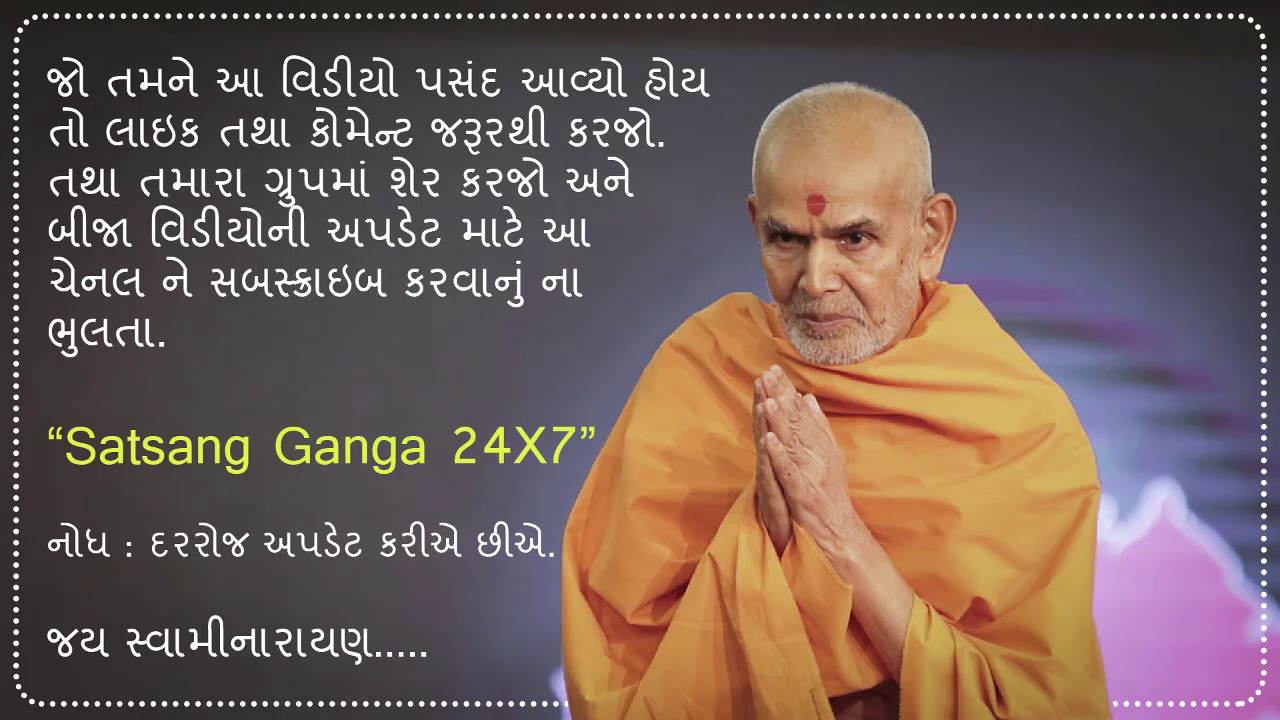 જો તમને આ વિડીયો પસંદ આવ્યો હોય
તો લાઇક તથા કોમેન્ટ જરૂરથી કરજો.
તથા તમારા ગ્રુપમાં શેર કરજો અને
બીજા વિડીયોની અપડેટ માટે આ
ચેનલ ને સબસ્ક્રાઇબ કરવાનું ના
ભુલતા.
“Satsang Ganga 24X7”
નોધ : દરરોજ અપડેટ કરીએ છીએ.
જય સ્વામીનારાયણ.....